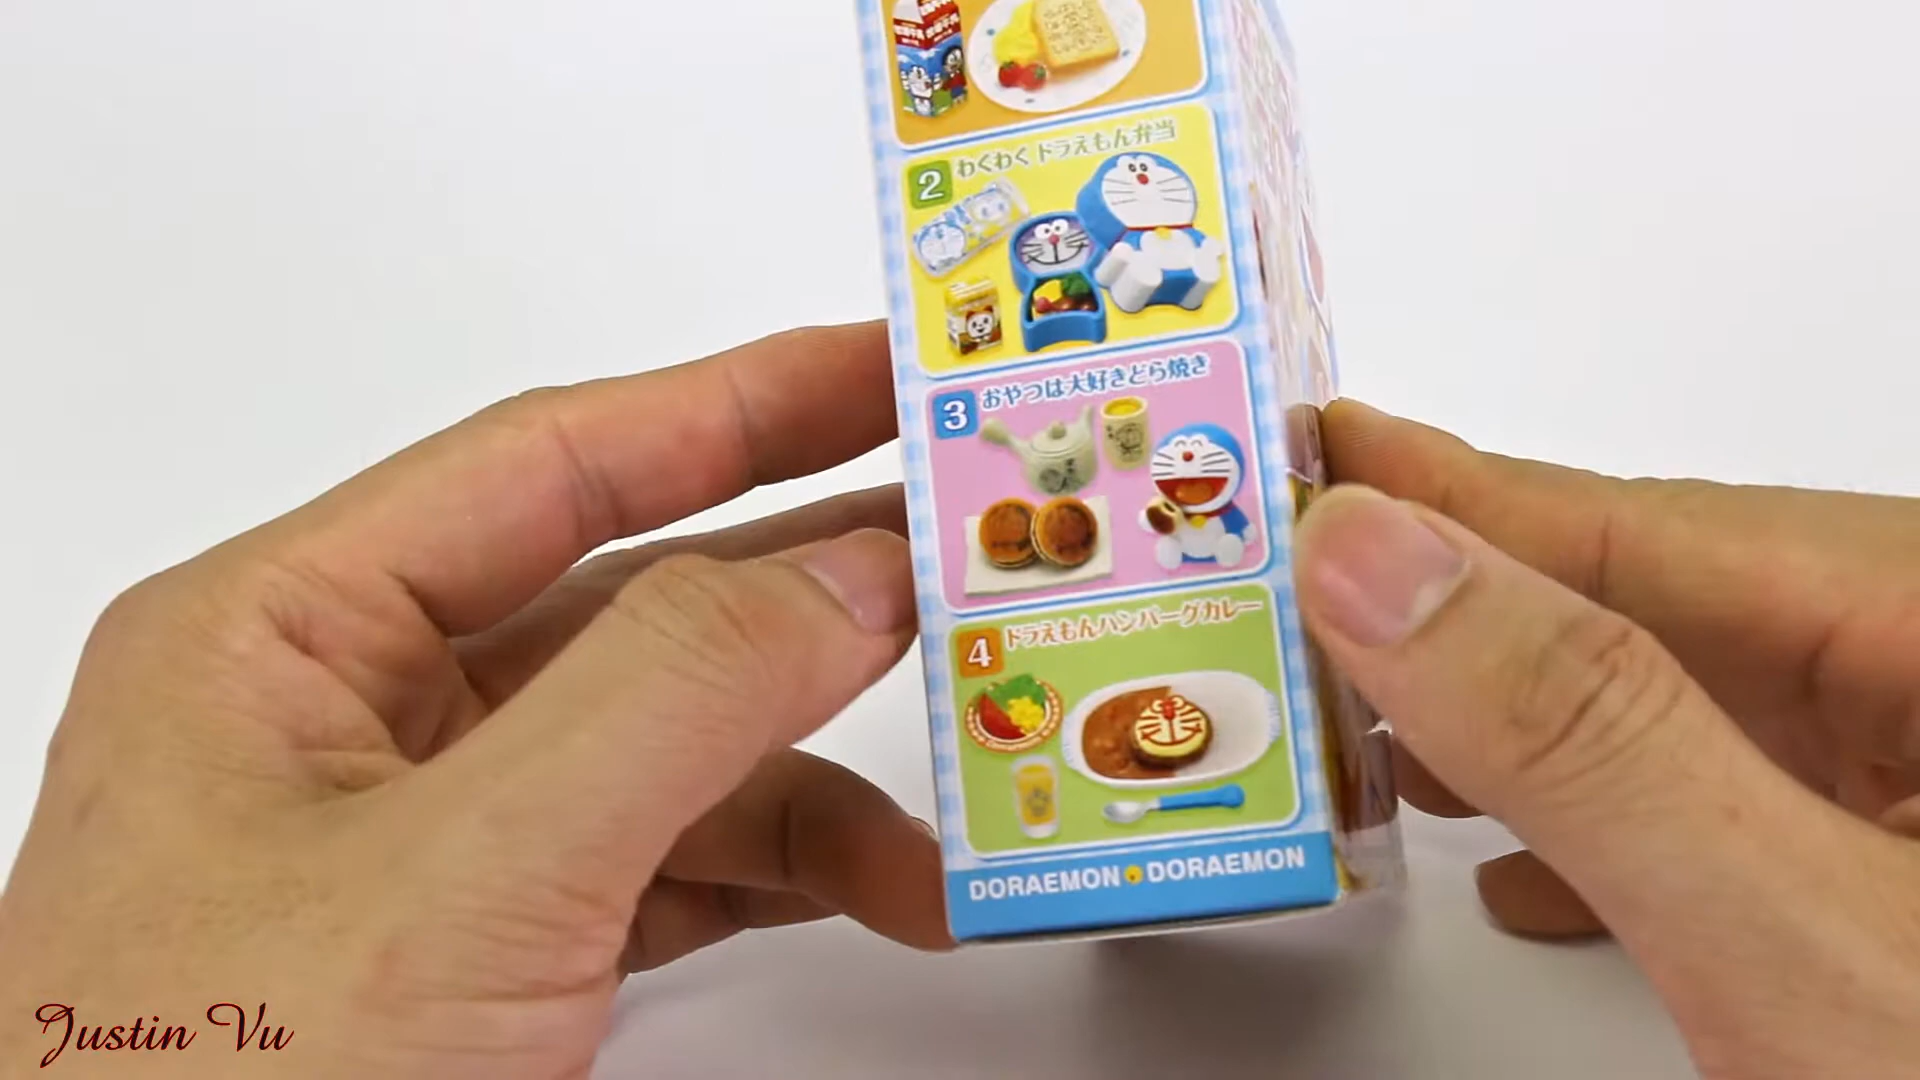 2 わくわくドラえもん弁当
3 おやつは大好きどら焼き
4 ドラえもんハンバーグカレー
DORAEMON DORAEMON
Justin Vu